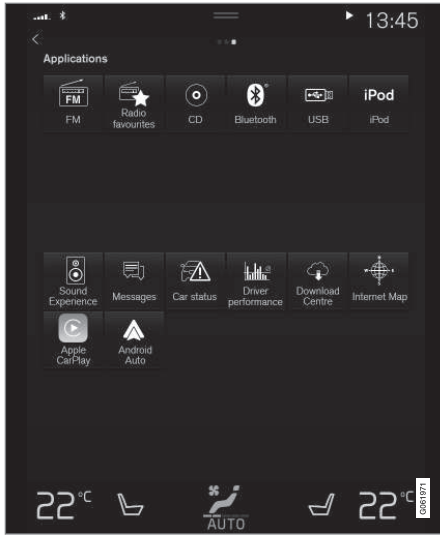 13:45
Applications
FM
FM
Radio
favourites
CD
Bluetooth
USB
iPod
iPod
Sound
Experience
Messages
Car status
Driver
performance
Download
Centre
Internet Map
Apple
CarPlay
Android
Auto
22°C
AUTO
22°C
G061971